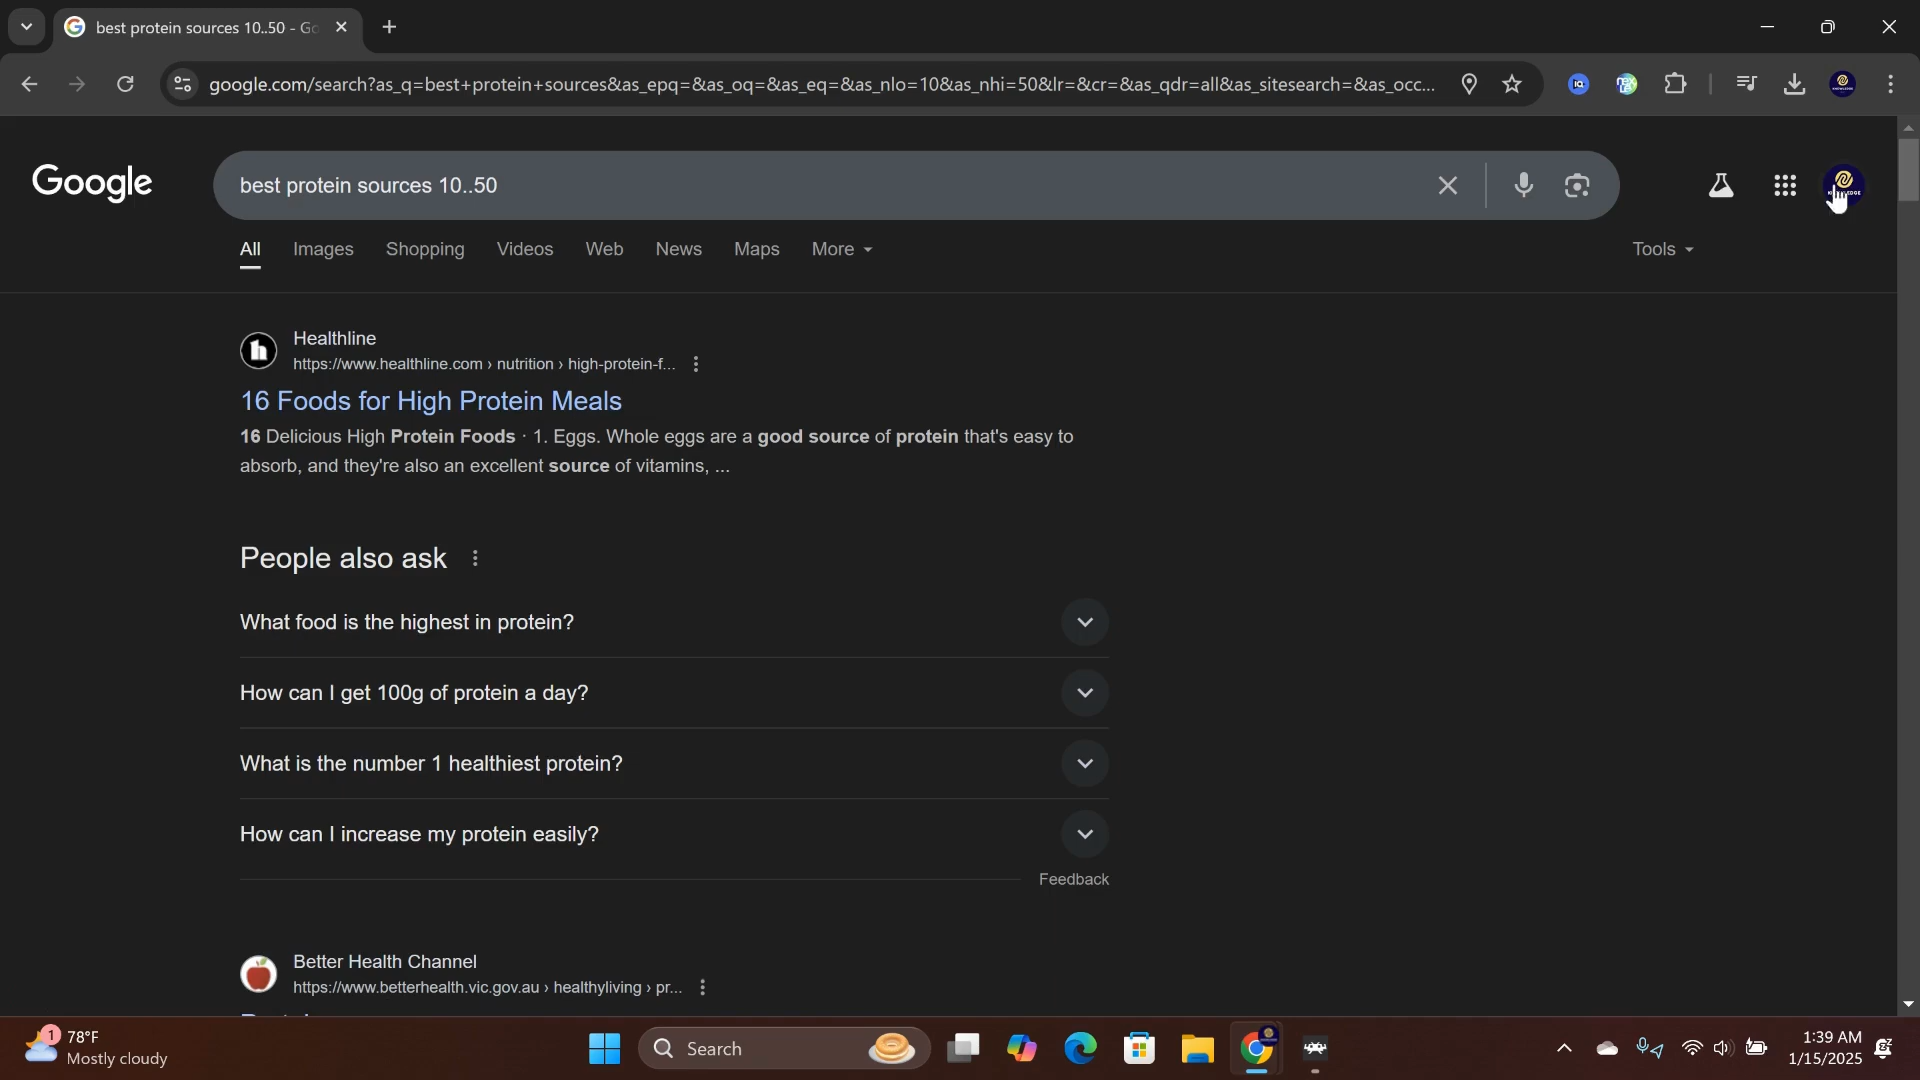 best protein sources 10..50 - Go
google.com/search?as_q=best+protein+sources&as_epq=&as_oq=&as_eq=&as_nlo=10&as_nhi=50&lr=&cr=&as_qdr=all&as_sitesearch=&as_occ...
Google
best protein sources 10..50
All Images Shopping Videos Web News Maps More Tools
Healthline
https://www.healthline.com › nutrition › high-protein-f...
16 Foods for High Protein Meals
16 Delicious High Protein Foods · 1. Eggs. Whole eggs are a good source of protein that's easy to
absorb, and they're also an excellent source of vitamins, ...
People also ask
What food is the highest in protein?
How can I get 100g of protein a day?
What is the number 1 healthiest protein?
How can I increase my protein easily?
Feedback
Better Health Channel
https://www.betterhealth.vic.gov.au › healthyliving › pr...
1
78°F
Mostly cloudy
Search
1:39 AM
1/15/2025